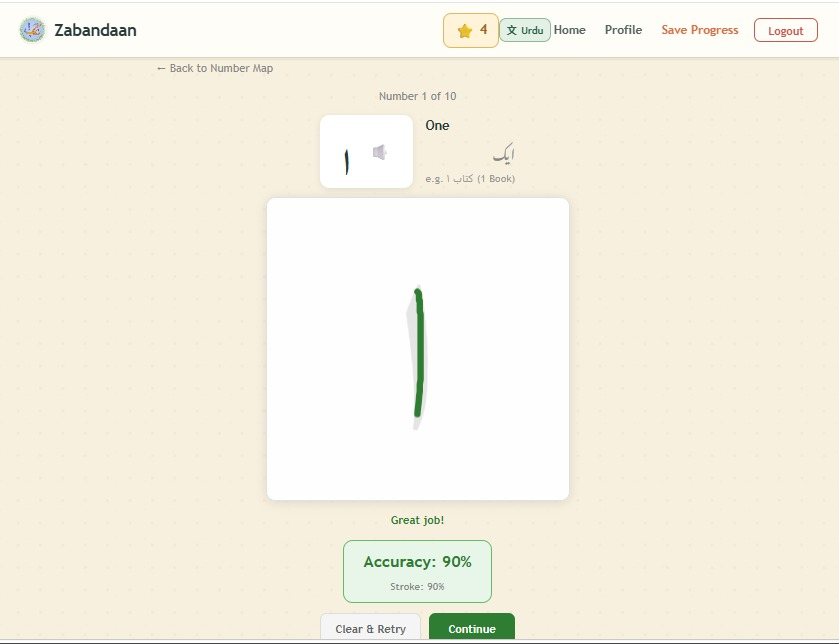 Zabandaan
4
文 Urdu
Home
Profile
Save Progress
Logout
← Back to Number Map
Number 1 of 10
۱
One
ایک
e.g. کتاب ۱ (1 Book)
Great job!
Accuracy: 90%
Stroke: 90%
Clear & Retry
Continue